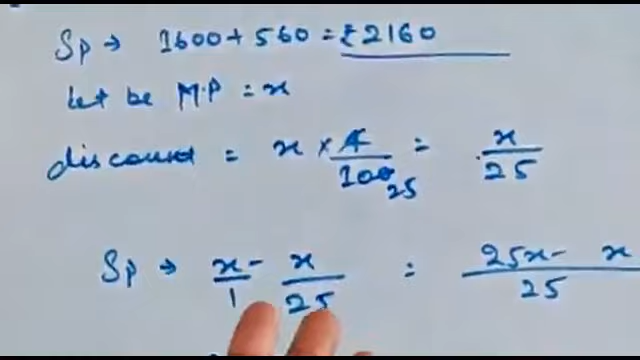 Sp → 1600 + 560 = ₹2160
Let be M.P = x
discount = x × 4/100 25 = x/25
Sp → x/1 - x/25 = 25x - x/25